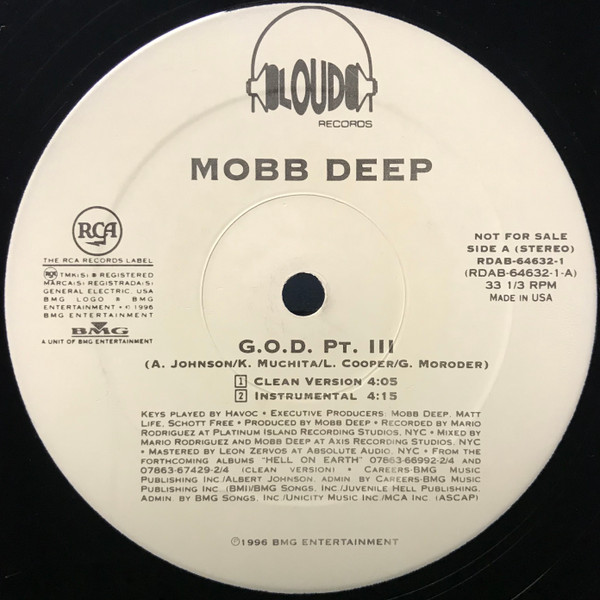 LOUD
RECORDS
MOBB DEEP
RCA
THE RCA RECORDS LABEL
RCA TMK(S) ® REGISTERED
MARCA(S) REGISTRADA(S)
GENERAL ELECTRIC, USA
BMG LOGO ® BMG
ENTERTAINMENT • © 1996
BMG ENTERTAINMENT
BMG
A UNIT OF BMG ENTERTAINMENT
NOT FOR SALE
SIDE A (STEREO)
RDAB-64632-1
(RDAB-64632-1-A)
33 1/3 RPM
MADE IN USA
G.O.D. PT. III
(A. JOHNSON/K. MUCHITA/L. COOPER/G. MORODER)
1 CLEAN VERSION 4:05
2 INSTRUMENTAL 4:15
KEYS PLAYED BY HAVOC • EXECUTIVE PRODUCERS: MOBB DEEP, MATT
LIFE, SCHOTT FREE • PRODUCED BY MOBB DEEP • RECORDED BY MARIO
RODRIGUEZ AT PLATINUM ISLAND RECORDING STUDIOS, NYC • MIXED BY
MARIO RODRIGUEZ AND MOBB DEEP AT AXIS RECORDING STUDIOS, NYC
• MASTERED BY LEON ZERVOS AT ABSOLUTE AUDIO, NYC • FROM THE
FORTHCOMING ALBUMS "HELL ON EARTH" 07863-66992-2/4 AND
07863-67429-2/4 (CLEAN VERSION) • CAREERS-BMG MUSIC
PUBLISHING INC./ALBERT JOHNSON, ADMIN. BY CAREERS-BMG MUSIC
PUBLISHING INC. (BMI)/BMG SONGS, INC./JUVENILE HELL PUBLISHING,
ADMIN. BY BMG SONGS, INC./UNICITY MUSIC INC./MCA INC. (ASCAP)
℗1996 BMG ENTERTAINMENT